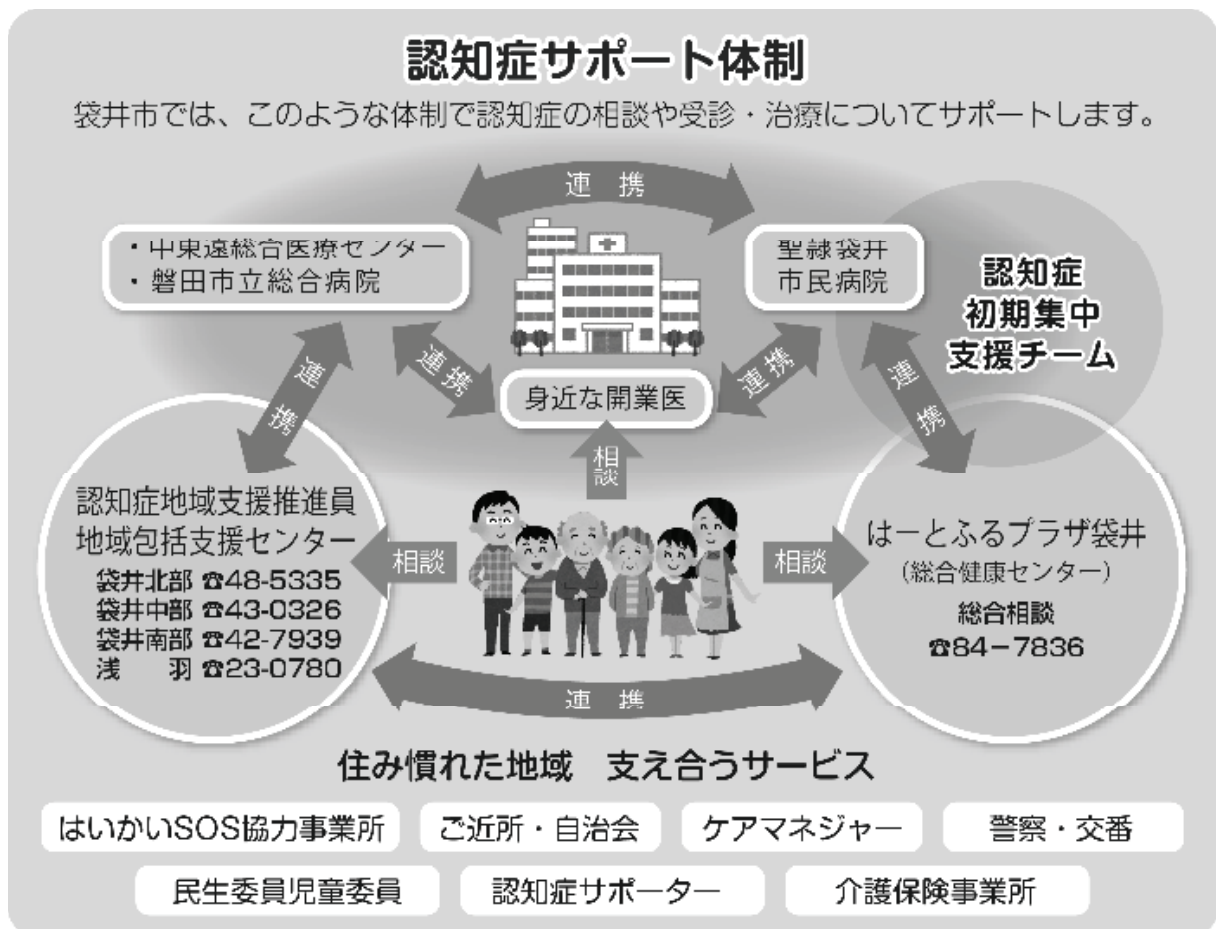 認知症サポート体制
袋井市では、このような体制で認知症の相談や受診・治療についてサポートします。
連　携
・中東遠総合医療センター
・磐田市立総合病院
聖隷袋井
市民病院
認知症
初期集中
支援チーム
連携
連携
連携
連携
身近な開業医
相談
認知症地域支援推進員
地域包括支援センター
袋井北部 ☎48-5335
袋井中部 ☎43-0326
袋井南部 ☎42-7939
浅　　羽 ☎23-0780
相談
相談
はーとふるプラザ袋井
（総合健康センター）
総合相談
☎84－7836
連　携
住み慣れた地域　支え合うサービス
はいかいSOS協力事業所
ご近所・自治会
ケアマネジャー
警察・交番
民生委員児童委員
認知症サポーター
介護保険事業所